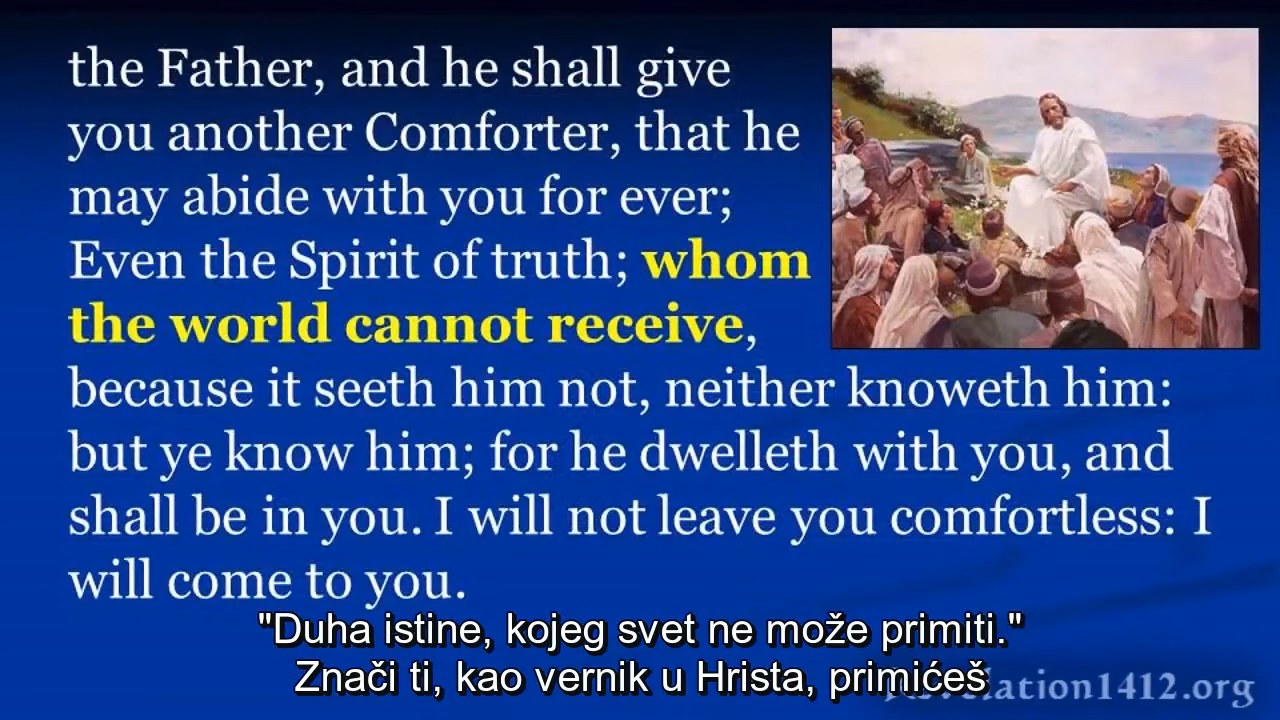 the Father, and he shall give
you another Comforter, that he
may abide with you for ever;
Even the Spirit of truth; whom
the world cannot receive,
because it seeth him not, neither knoweth him:
but ye know him; for he dwelleth with you, and
shall be in you. I will not leave you comfortless: I
will come to you.
"Duha istine, kojeg svet ne može primiti."
Znači ti, kao vernik u Hrista, primićeš